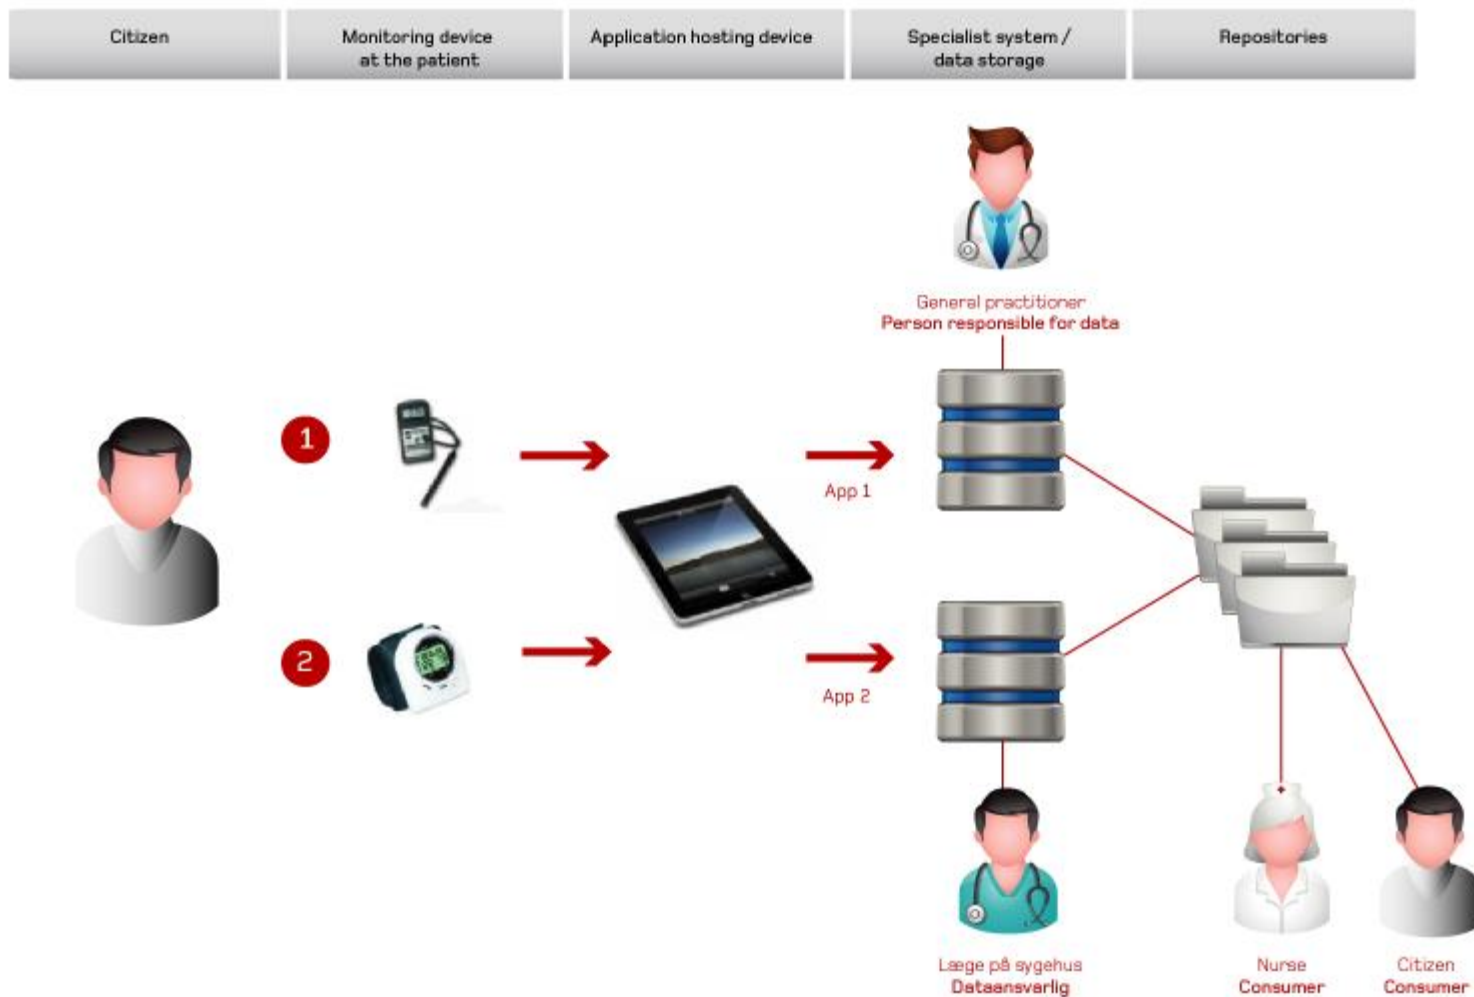 Citizen
Monitoring device
at the patient
Application hosting device
Specialist system /
data storage
Repositories
General practitioner
Person responsible for data
1
App 1
2
App 2
Læge på sygehus
Dataansvarlig
Nurse
Consumer
Citizen
Consumer